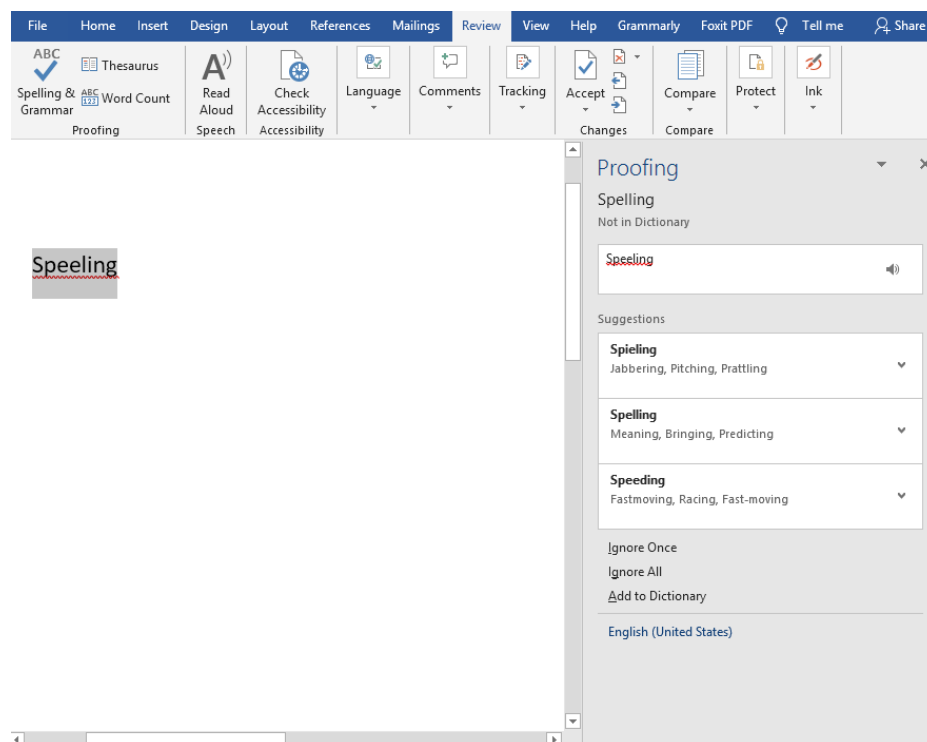 File Home Insert Design Layout References Mailings Review View Help Grammarly Foxit PDF Tell me Share
ABC
Spelling & Grammar
Thesaurus
ABC 123 Word Count
Proofing
A
Read Aloud
Speech
Check Accessibility
Accessibility
Language
Comments
Tracking
Accept
Changes
Compare
Compare
Protect
Ink
Speeling
Proofing
Spelling
Not in Dictionary
Speeling
Suggestions
Spieling
Jabbering, Pitching, Prattling
Spelling
Meaning, Bringing, Predicting
Speeding
Fastmoving, Racing, Fast-moving
Ignore Once
Ignore All
Add to Dictionary
English (United States)